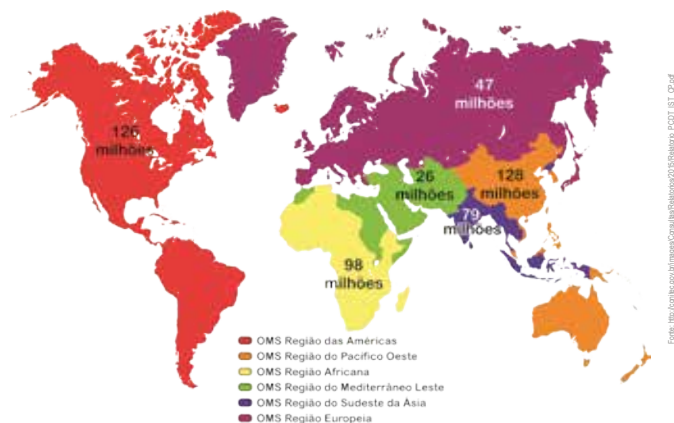 47
milhões
126
milhões
26
milhões
128
milhões
79
milhões
98
milhões
OMS Região das Américas
OMS Região do Pacífico Oeste
OMS Região Africana
OMS Região do Mediterrâneo Leste
OMS Região do Sudeste da Ásia
OMS Região Europeia
Fonte: